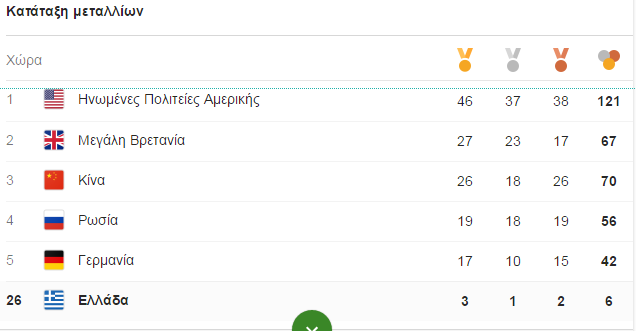 Κατάταξη μεταλλίων
Χώρα
1 Ηνωμένες Πολιτείες Αμερικής 46 37 38 121
2 Μεγάλη Βρετανία 27 23 17 67
3 Κίνα 26 18 26 70
4 Ρωσία 19 18 19 56
5 Γερμανία 17 10 15 42
26 Ελλάδα 3 1 2 6